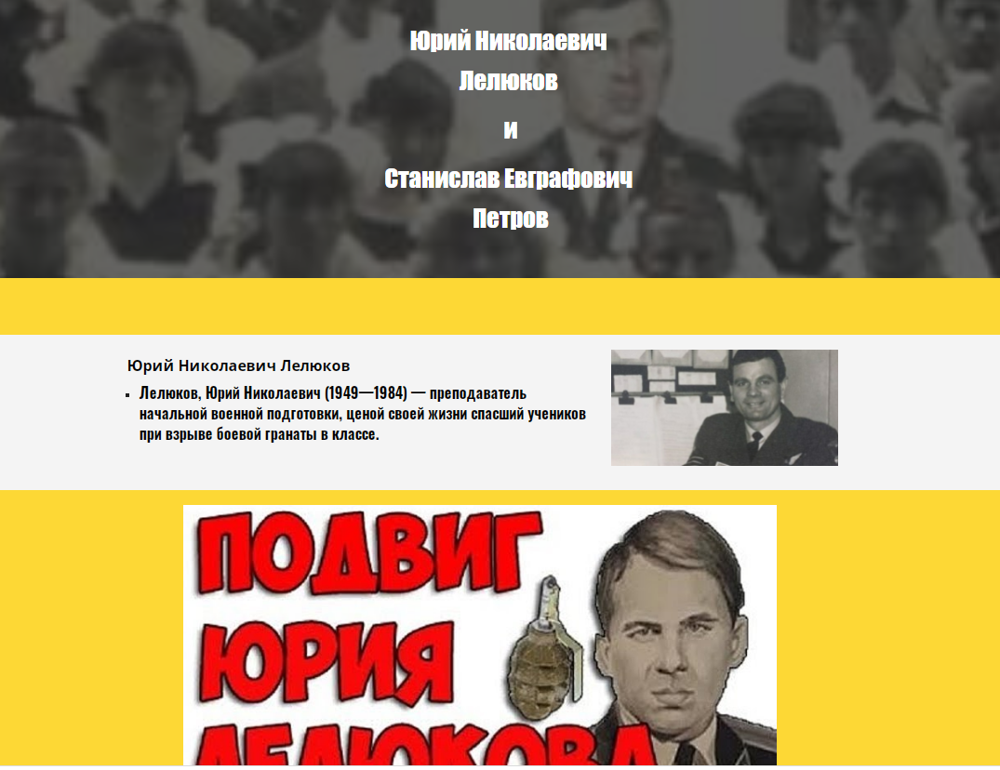 Юрий Николаевич
Лелюков
и
Станислав Евграфович
Петров
Юрий Николаевич Лелюков
Лелюков, Юрий Николаевич (1949—1984) — преподаватель
начальной военной подготовки, ценой своей жизни спасший учеников
при взрыве боевой гранаты в классе.
ПОДВИГ
ЮРИЯ
ЛЕЛЮКОВА